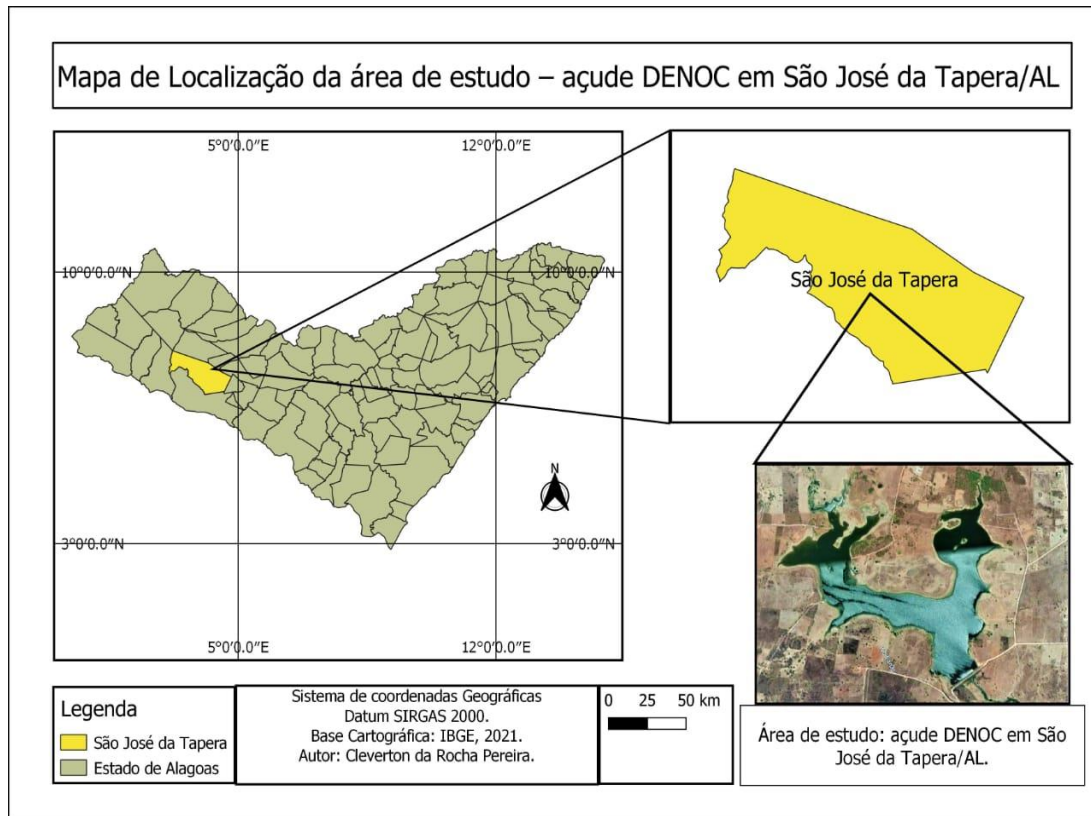 Mapa de Localização da área de estudo – açude DENOC em São José da Tapera/AL
5°0'0.0"E
12°0'0.0"E
10°0'0.0"N
10°0'0.0"N
São José da Tapera
N
3°0'0.0"N
3°0'0.0"N
5°0'0.0"E
12°0'0.0"E
Legenda
São José da Tapera
Estado de Alagoas
Sistema de coordenadas Geográficas
Datum SIRGAS 2000.
Base Cartográfica: IBGE, 2021.
Autor: Cleverton da Rocha Pereira.
0 25 50 km
Área de estudo: açude DENOC em São
José da Tapera/AL.